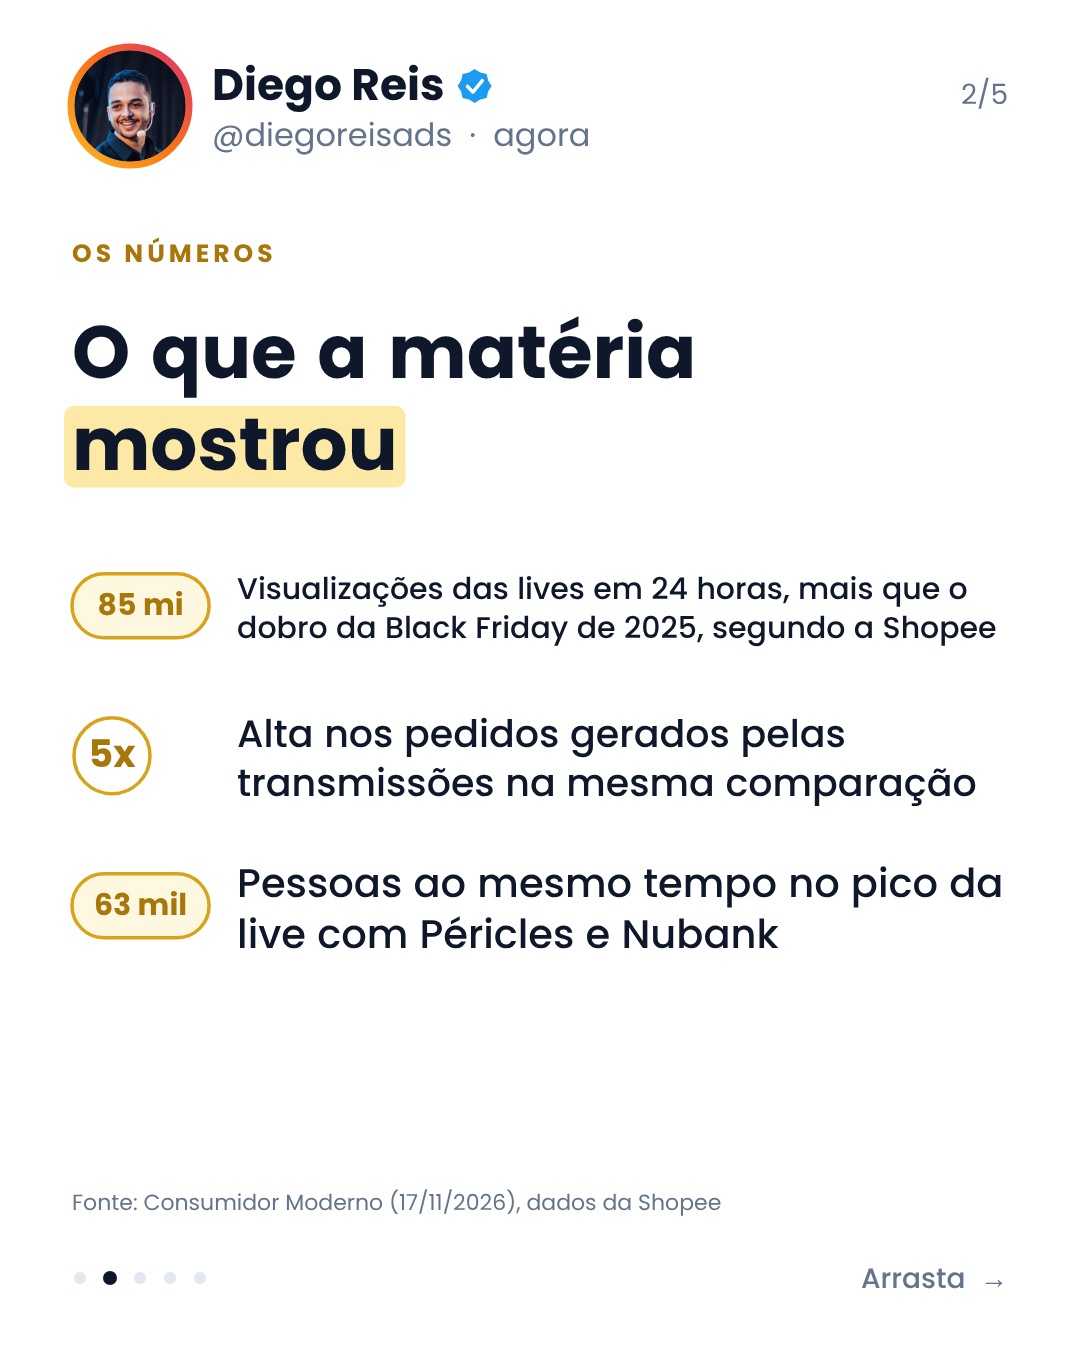 Diego Reis
@diegoreisads · agora
2/5
OS NÚMEROS
O que a matéria
mostrou
85 mi
Visualizações das lives em 24 horas, mais que o
dobro da Black Friday de 2025, segundo a Shopee
5x
Alta nos pedidos gerados pelas
transmissões na mesma comparação
63 mil
Pessoas ao mesmo tempo no pico da
live com Péricles e Nubank
Fonte: Consumidor Moderno (17/11/2026), dados da Shopee
Arrasta →